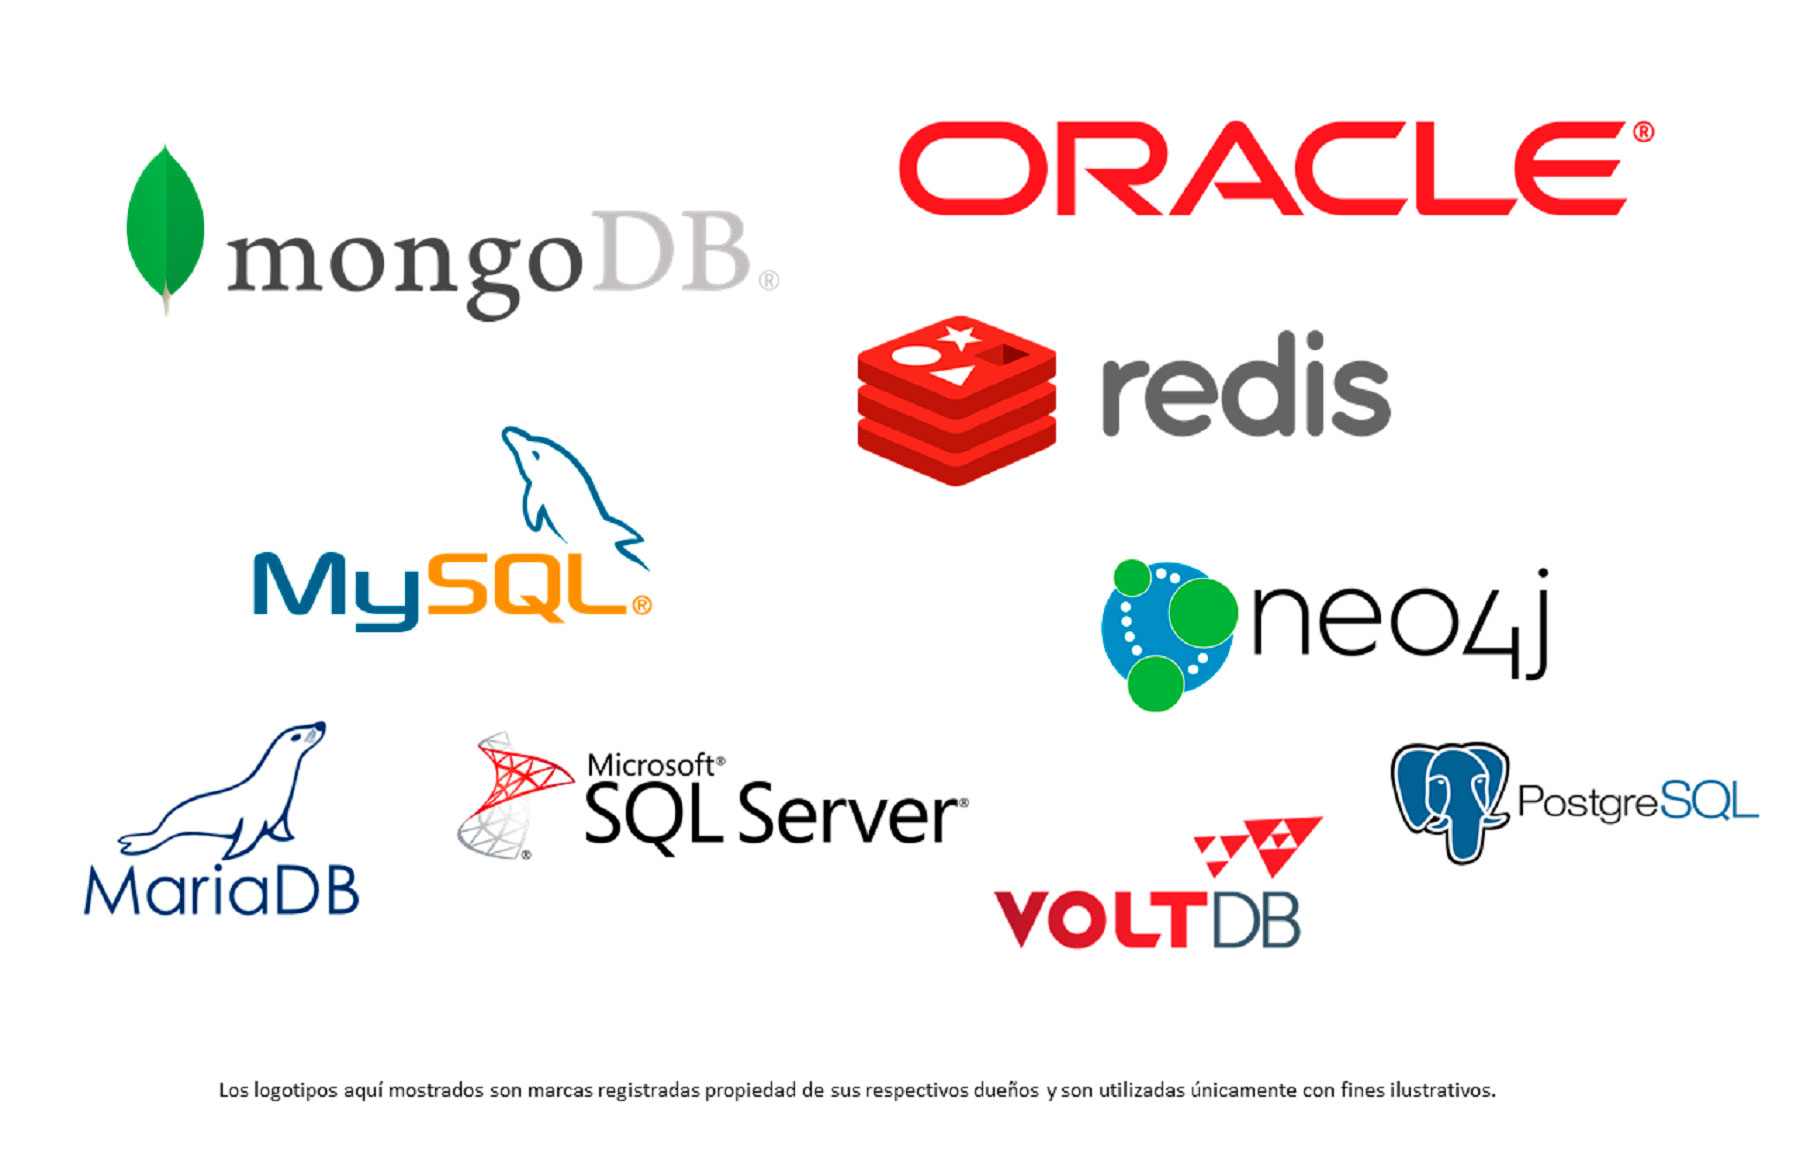 ORACLE®
mongoDB®
redis
MySQL®
neo4j
Microsoft®
SQL Server®
®
PostgreSQL
MariaDB
VOLTDB
Los logotipos aquí mostrados son marcas registradas propiedad de sus respectivos dueños y son utilizadas únicamente con fines ilustrativos.